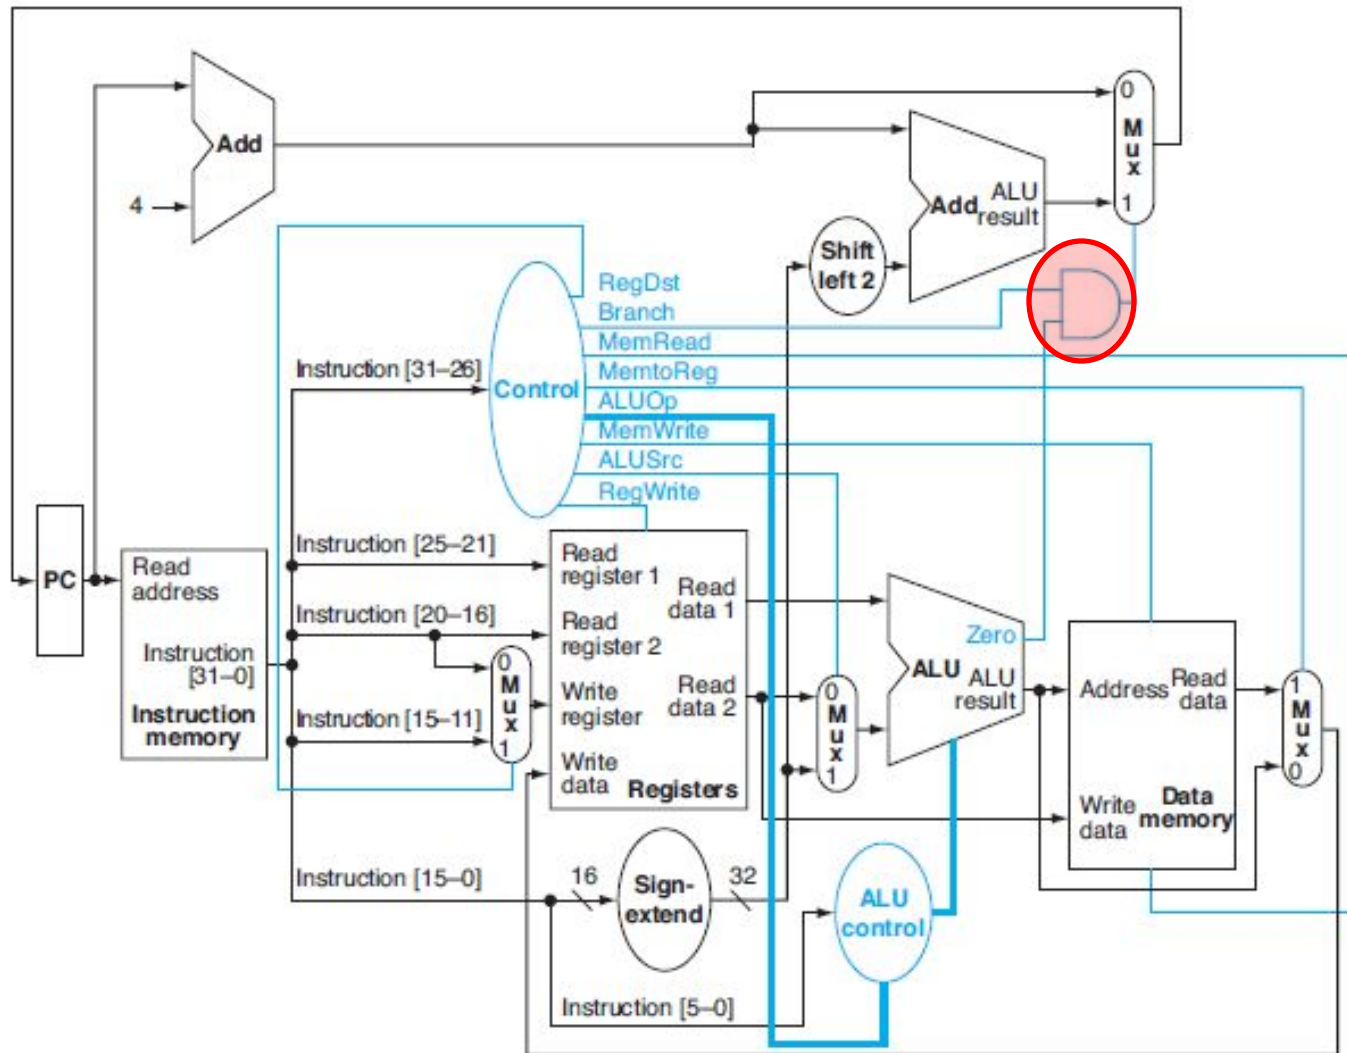 0
M
u
x
1
Add
4
Add
ALU
result
Shift
left 2
RegDst
Branch
MemRead
MemtoReg
ALUOp
MemWrite
ALUSrc
RegWrite
Control
Instruction [31–26]
Instruction [25–21]
Instruction [20–16]
Instruction [15–11]
Instruction [15–0]
Instruction [5–0]
PC
Read
address
Instruction
[31–0]
Instruction
memory
0
M
u
x
1
Read
register 1
Read
register 2
Write
register
Write
data
Read
data 1
Read
data 2
Registers
16
Sign-
extend
32
0
M
u
x
1
Zero
ALU
ALU
result
ALU
control
Address
Read
data
Write
data
Data
memory
1
M
u
x
0